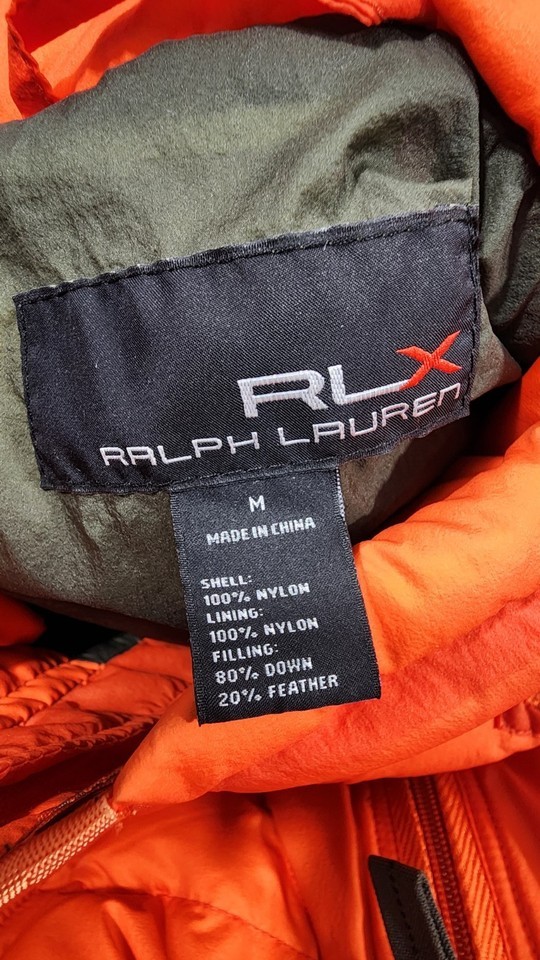 RLX
RALPH LAUREN
M
MADE IN CHINA
SHELL:
100% NYLON
LINING:
100% NYLON
FILLING:
80% DOWN
20% FEATHER